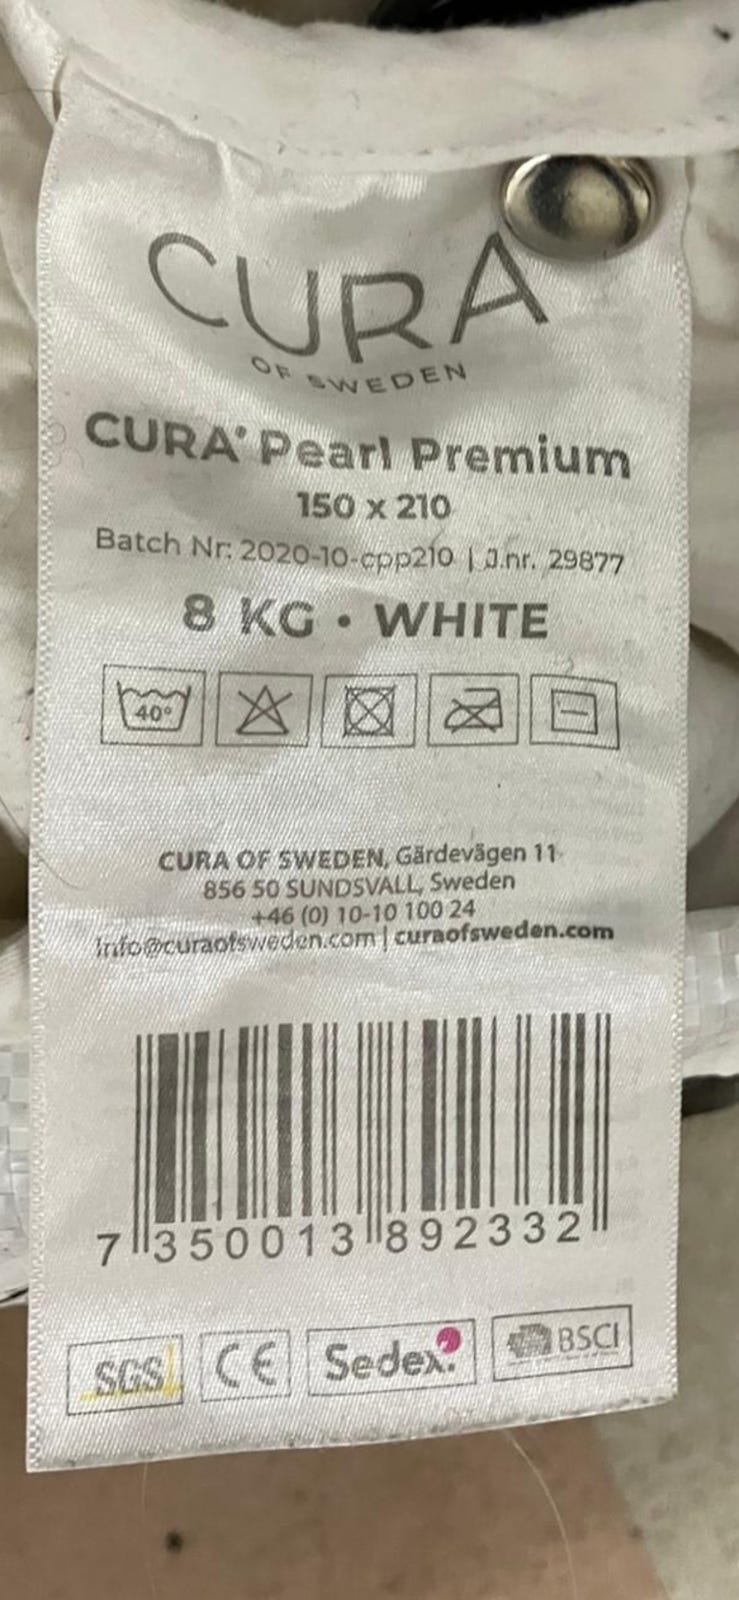 CURA
OF SWEDEN
CURA® Pearl Premium
150 x 210
Batch Nr: 2020-10-cpp210 | J.nr. 29877
8 KG • WHITE
40°
CURA OF SWEDEN, Gärdevägen 11
856 50 SUNDSVALL, Sweden
+46 (0) 10-10 100 24
Info@curaofsweden.com | curaofsweden.com
7 350013 892332
SGS CE Sedex. BSCI